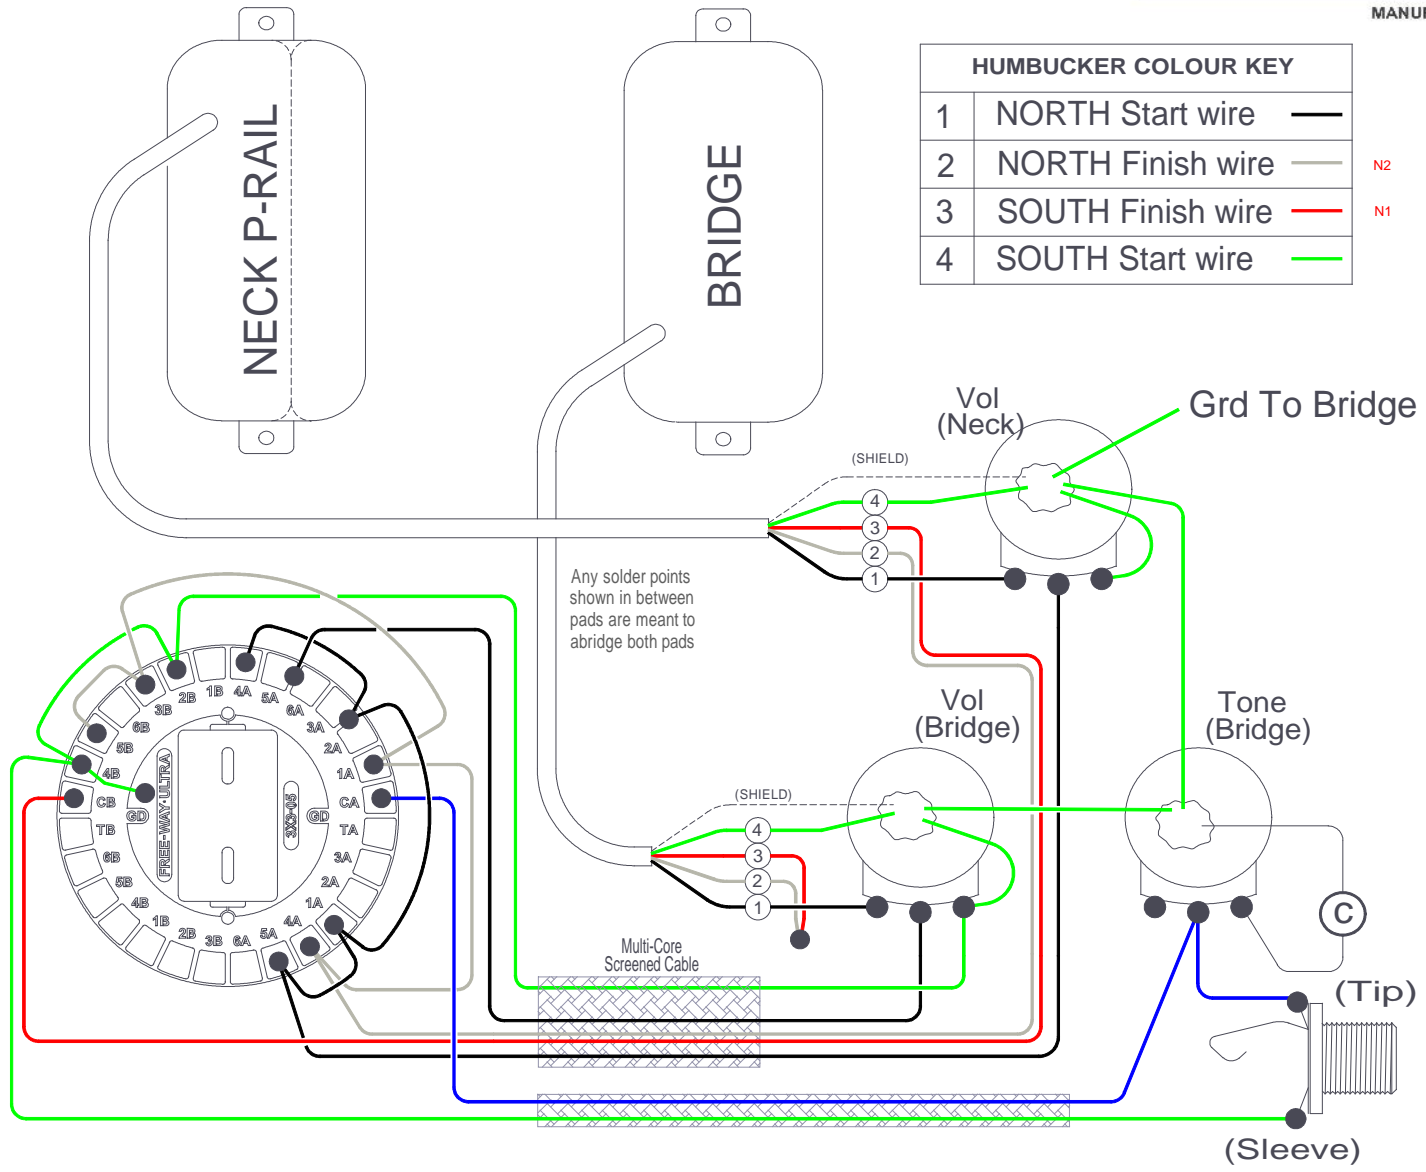 MANUF
HUMBUCKER COLOUR KEY
1 NORTH Start wire
2 NORTH Finish wire N2
3 SOUTH Finish wire N1
4 SOUTH Start wire
NECK P-RAIL
BRIDGE
Vol
(Neck)
Grd To Bridge
(SHIELD)
4
3
2
1
Any solder points
shown in between
pads are meant to
abridge both pads
Vol
(Bridge)
Tone
(Bridge)
(SHIELD)
4
3
2
1
C
1B
4A
5A
6A
3A
2A
1A
CA
TA
3A
2A
1A
4A
5A
6A
3B
2B
1B
4B
5B
6B
TB
CB
4B
5B
6B
3B
2B
GD
FREE-WAY•ULTRA
3X3-05
GD
Multi-Core
Screened Cable
(Tip)
(Sleeve)